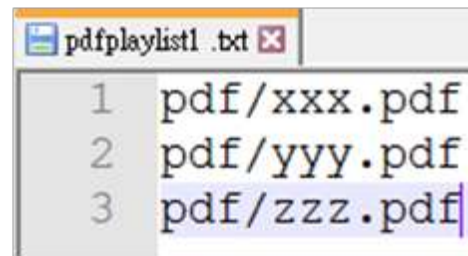 pdfplaylist1 .txt
1 pdf/xxx.pdf
2 pdf/yyy.pdf
3 pdf/zzz.pdf